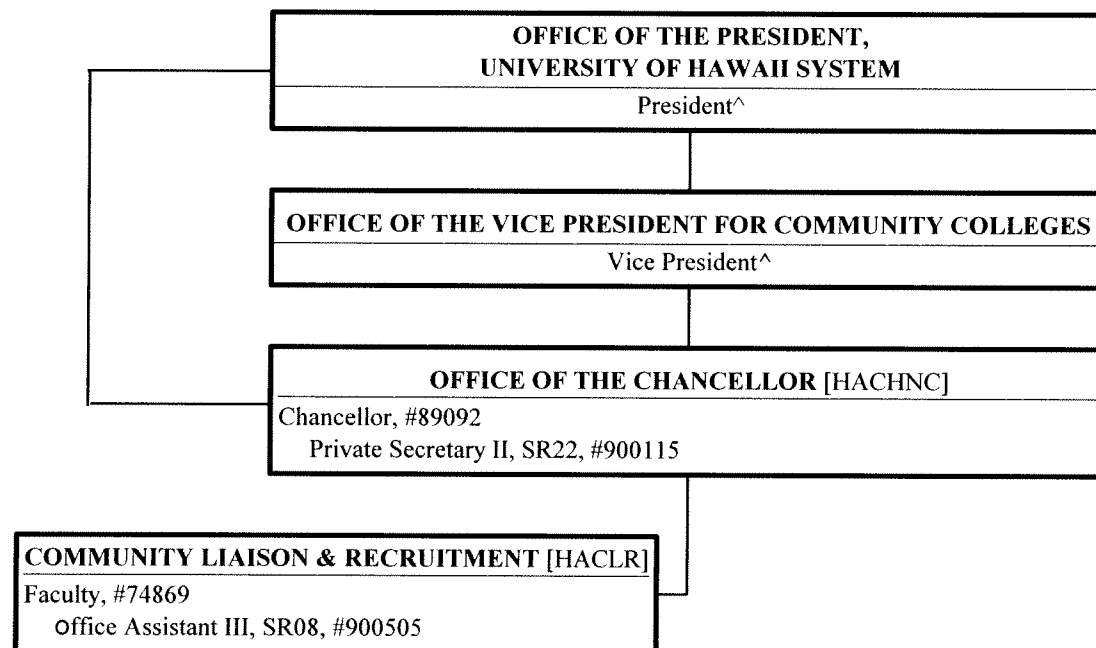 OFFICE OF THE PRESIDENT,
UNIVERSITY OF HAWAII SYSTEM
President^
OFFICE OF THE VICE PRESIDENT FOR COMMUNITY COLLEGES
Vice President^
OFFICE OF THE CHANCELLOR [HACHNC]
Chancellor, #89092
Private Secretary II, SR22, #900115
COMMUNITY LIAISON & RECRUITMENT [HACLR]
Faculty, #74869
Office Assistant III, SR08, #900505